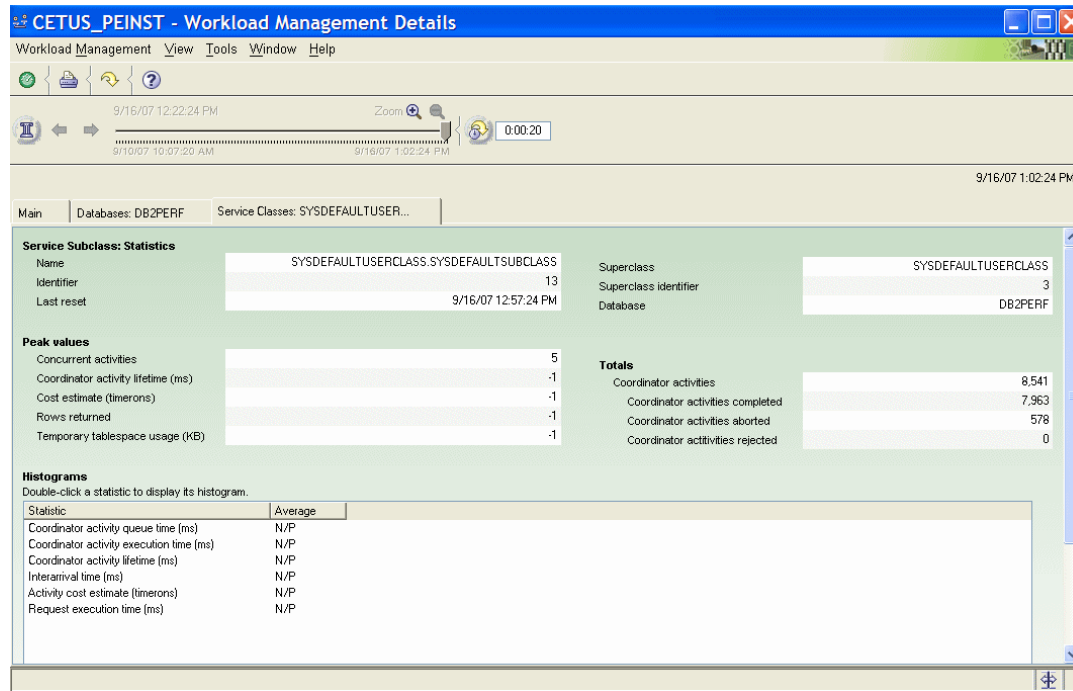 CETUS_PEINST - Workload Management Details
Workload Management View Tools Window Help
9/16/07 12:22:24 PM
Zoom
0:00:20
9/10/07 10:07:20 AM
9/16/07 1:02:24 PM
9/16/07 1:02:24 PM
Main
Databases: DB2PERF
Service Classes: SYSDEFAULTUSER...
Service Subclass: Statistics
Name SYSDEFAULTUSERCLASS.SYSDEFAULTSUBCLASS
Identifier 13
Last reset 9/16/07 12:57:24 PM
Superclass SYSDEFAULTUSERCLASS
Superclass identifier 3
Database DB2PERF
Peak values
Concurrent activities 5
Coordinator activity lifetime (ms) -1
Cost estimate (timerons) -1
Rows returned -1
Temporary tablespace usage (KB) -1
Totals
Coordinator activities 8,541
Coordinator activities completed 7,963
Coordinator activities aborted 578
Coordinator actitivities rejected 0
Histograms
Double-click a statistic to display its histogram.
Statistic Average
Coordinator activity queue time (ms) N/P
Coordinator activity execution time (ms) N/P
Coordinator activity lifetime (ms) N/P
Interarrival time (ms) N/P
Activity cost estimate (timerons) N/P
Request execution time (ms) N/P